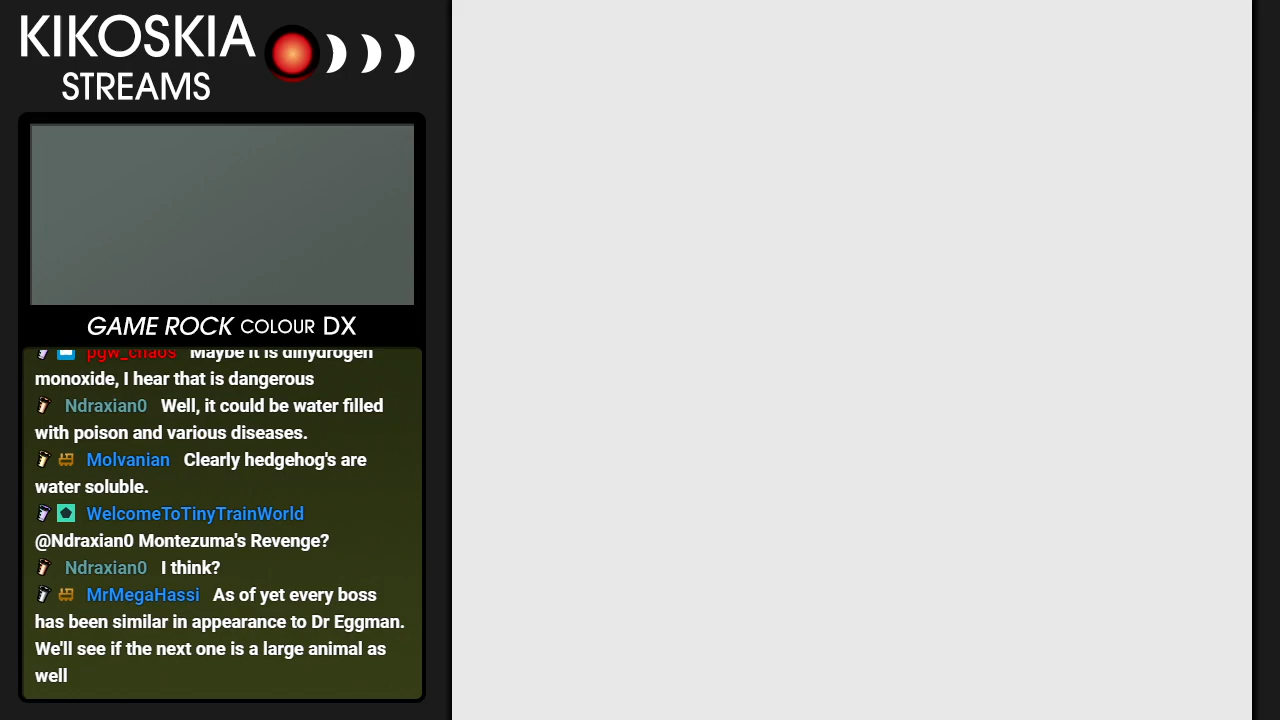 KIKOSKIA
STREAMS
GAME ROCK COLOUR DX
pgw_chaos Maybe it is dihydrogen
monoxide, I hear that is dangerous
Ndraxian0 Well, it could be water filled
with poison and various diseases.
Molvanian Clearly hedgehog's are
water soluble.
WelcomeToTinyTrainWorld
@Ndraxian0 Montezuma's Revenge?
Ndraxian0 I think?
MrMegaHassi As of yet every boss
has been similar in appearance to Dr Eggman.
We'll see if the next one is a large animal as
well